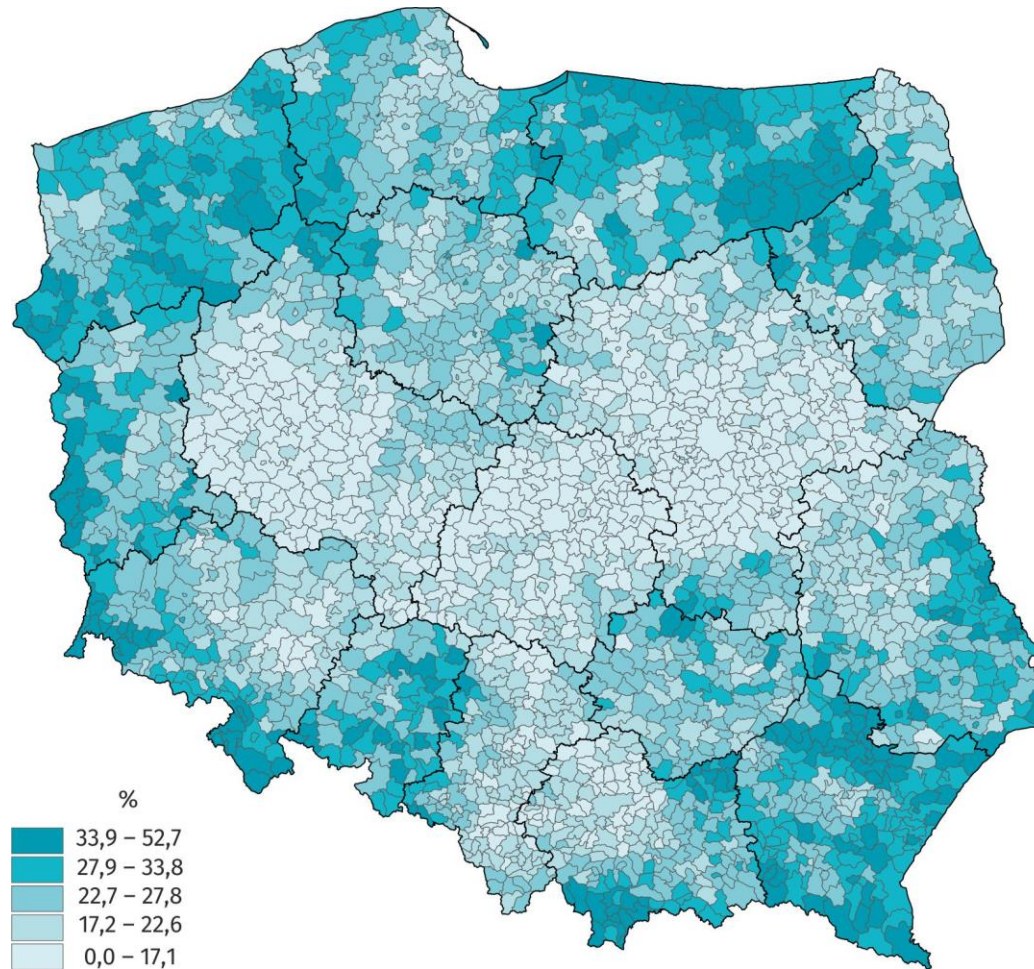 %
33,9 – 52,7
27,9 – 33,8
22,7 – 27,8
17,2 – 22,6
0,0 – 17,1